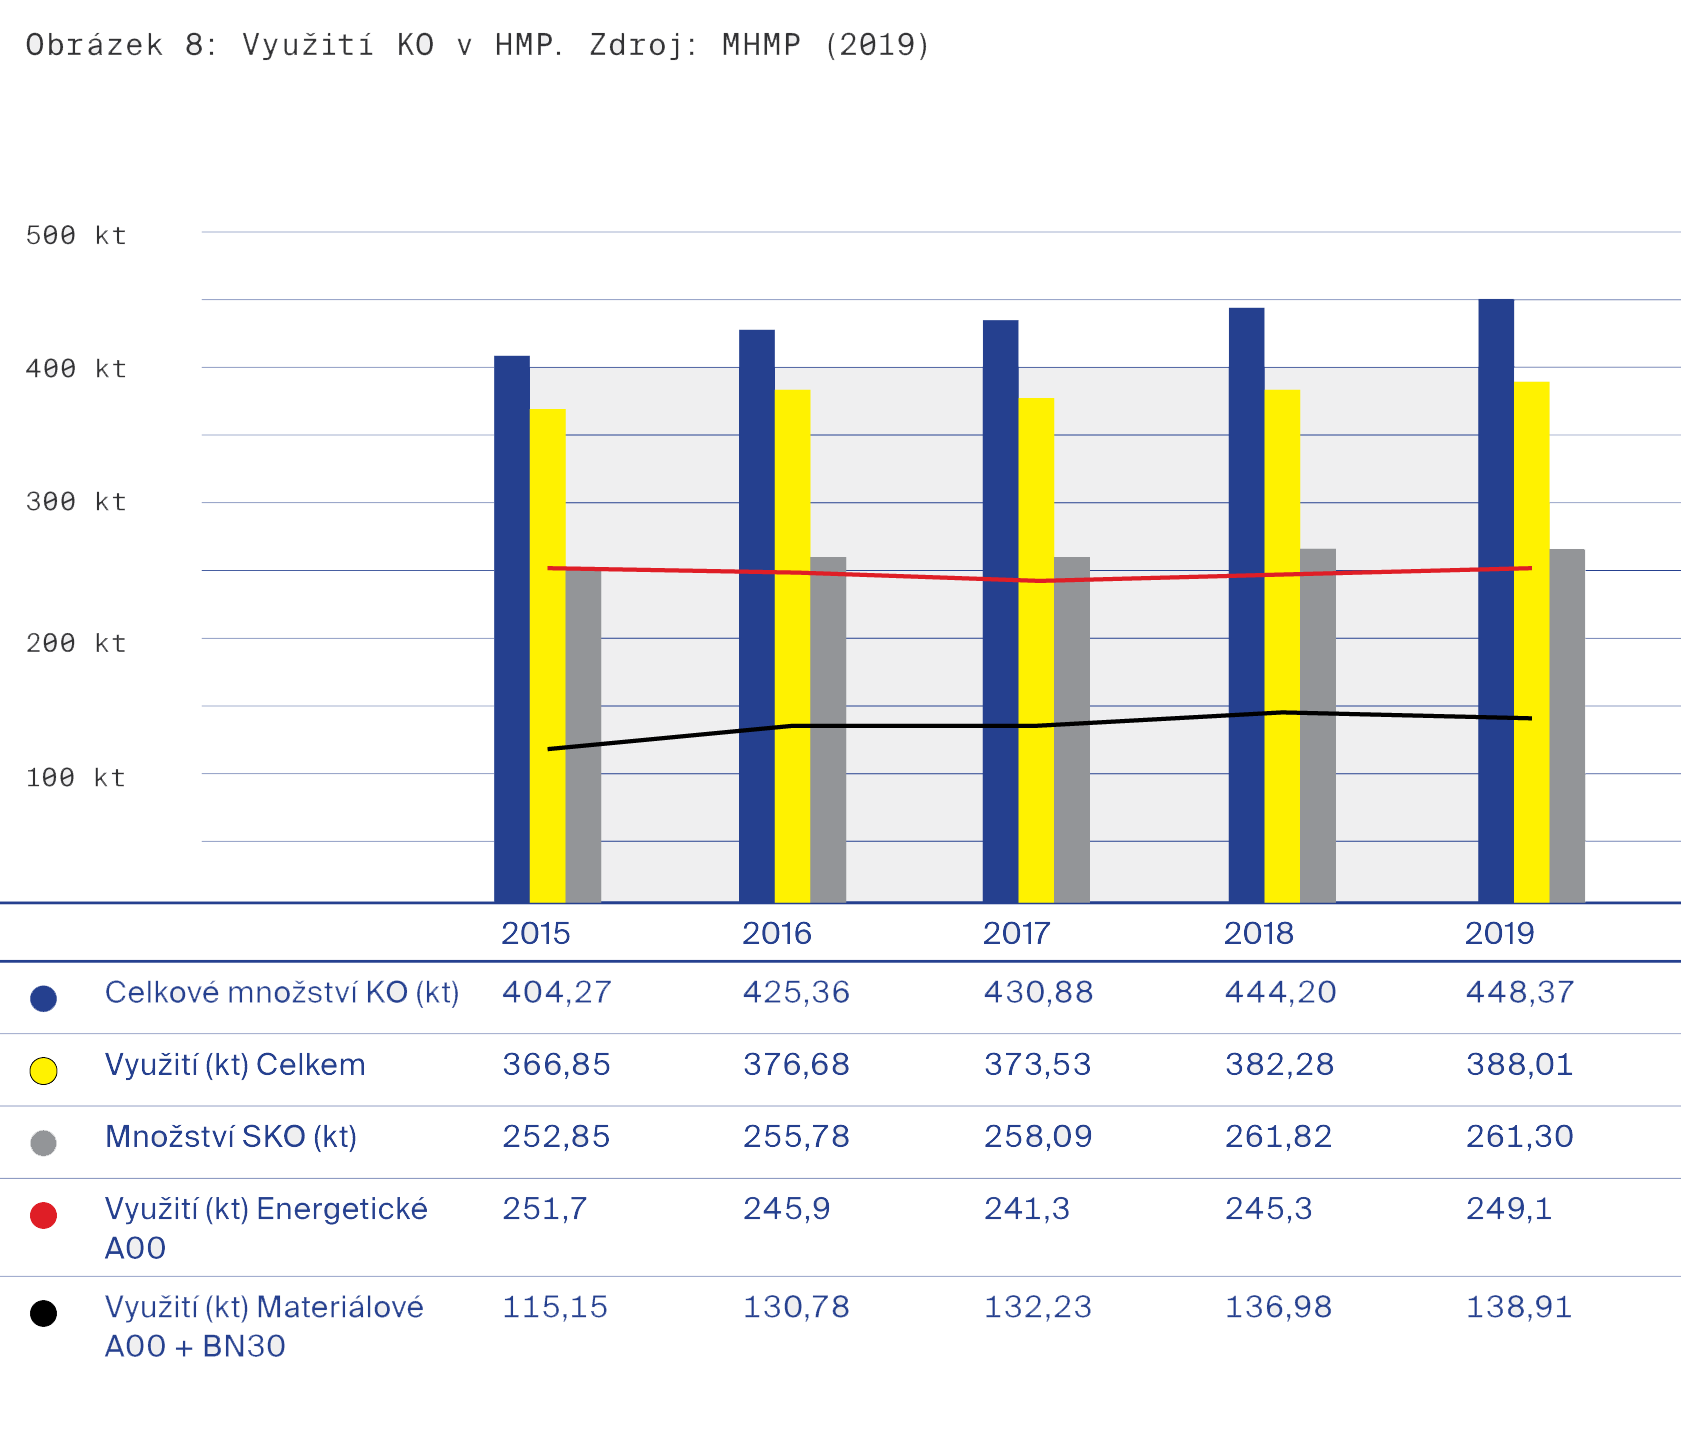 Obrázek 8: Využití KO v HMP. Zdroj: MHMP (2019)
500 kt
400 kt
300 kt
200 kt
100 kt
2015 2016 2017 2018 2019
Celkové množství KO (kt) 404,27 425,36 430,88 444,20 448,37
Využití (kt) Celkem 366,85 376,68 373,53 382,28 388,01
Množství SKO (kt) 252,85 255,78 258,09 261,82 261,30
Využití (kt) Energetické 251,7 245,9 241,3 245,3 249,1
A00
Využití (kt) Materiálové 115,15 130,78 132,23 136,98 138,91
A00 + BN30